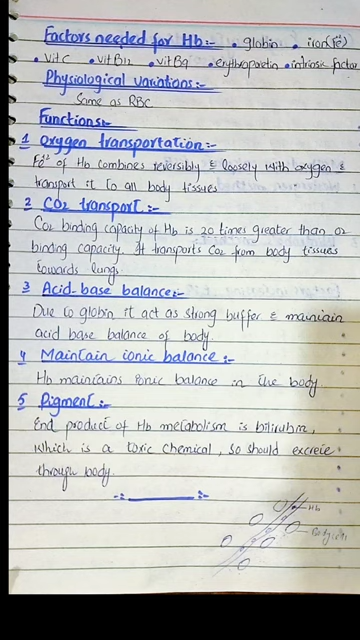 Factors needed for Hb:- • globin • iron(Fe²)
• vit C • vit B12 • vit B9 • erythropoetin • intrinsic factor
Physiological variations:-
Same as RBC
Functions:-
1 Oxygen transportation:-
Fe²⁺ of Hb combines reversibly & loosely with oxygen &
transport it to all body tissues
2 CO2 transport:-
CO2 binding capacity of Hb is 20 times greater than O2
binding capacity. It transports CO2 from body tissues
towards lungs.
3 Acid-base balance:-
Due to globin it act as strong buffer & maintain
acid base balance of body.
4 Maintain ionic balance:-
Hb maintains ionic balance in the body.
5 Pigment:-
End product of Hb metabolism is bilirubin,
which is a toxic chemical, so should excrete
through body.
Hb